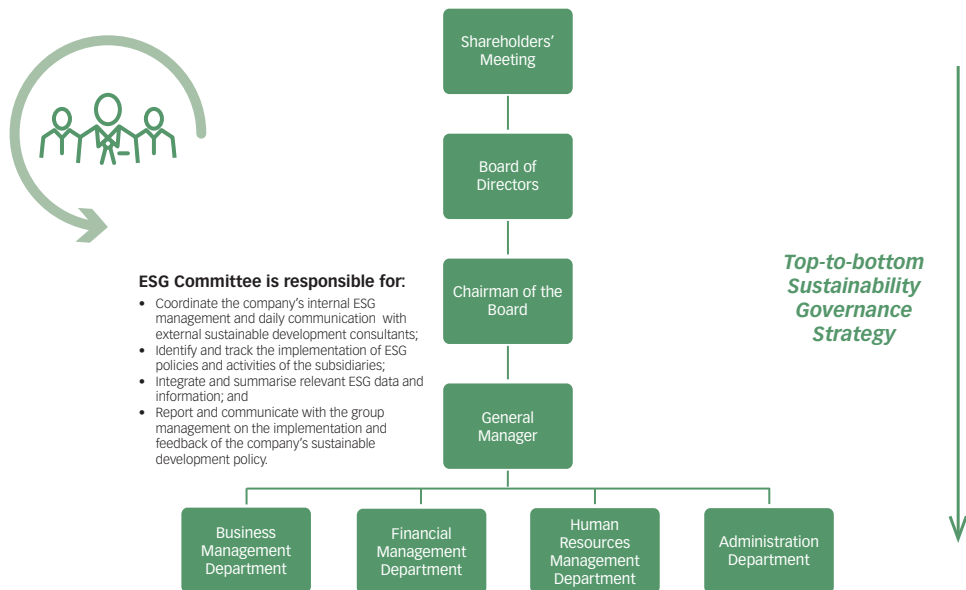 Shareholders’
Meeting
Board of
Directors
Chairman of the
Board
General
Manager
ESG Committee is responsible for:
• Coordinate the company’s internal ESG
management and daily communication with
external sustainable development consultants;
• Identify and track the implementation of ESG
policies and activities of the subsidiaries;
• Integrate and summarise relevant ESG data and
information; and
• Report and communicate with the group
management on the implementation and
feedback of the company’s sustainable
development policy.
Top-to-bottom
Sustainability
Governance
Strategy
Business
Management
Department
Financial
Management
Department
Human
Resources
Management
Department
Administration
Department